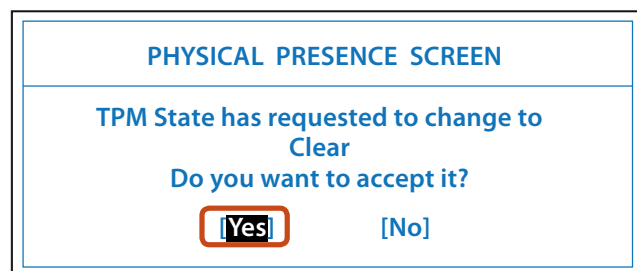 PHYSICAL PRESENCE SCREEN
TPM State has requested to change to
Clear
Do you want to accept it?
[Yes] [No]